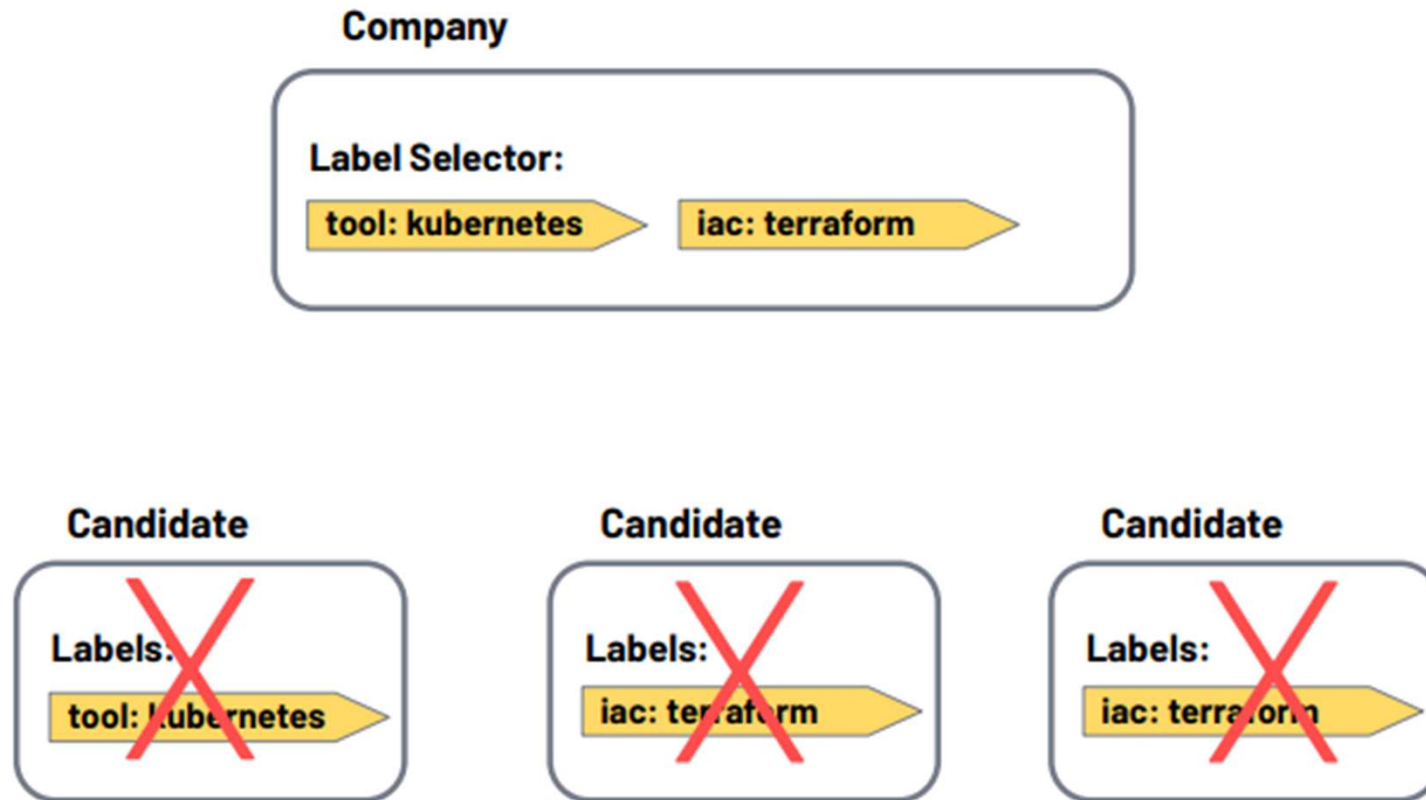 Company
Label Selector:
tool: kubernetes
iac: terraform
Candidate
Labels:
tool: kubernetes
Candidate
Labels:
iac: terraform
Candidate
Labels:
iac: terraform